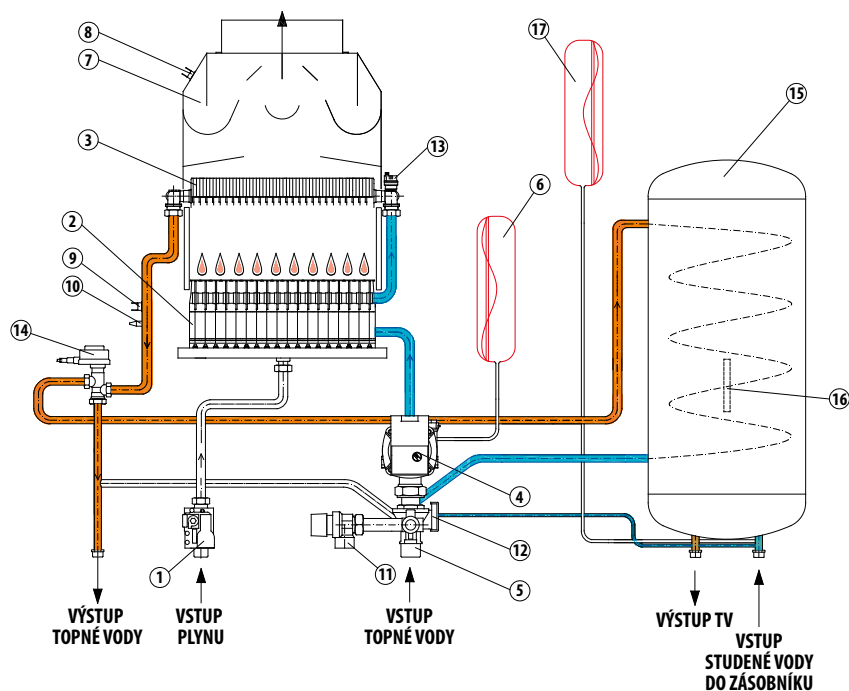 8
7
3
13
17
15
6
2
9
10
14
16
4
12
1
11
5
VÝSTUP
TOPNÉ VODY
VSTUP
PLYNU
VSTUP
TOPNÉ VODY
VÝSTUP TV
VSTUP
STUDENÉ VODY
DO ZÁSOBNÍKU